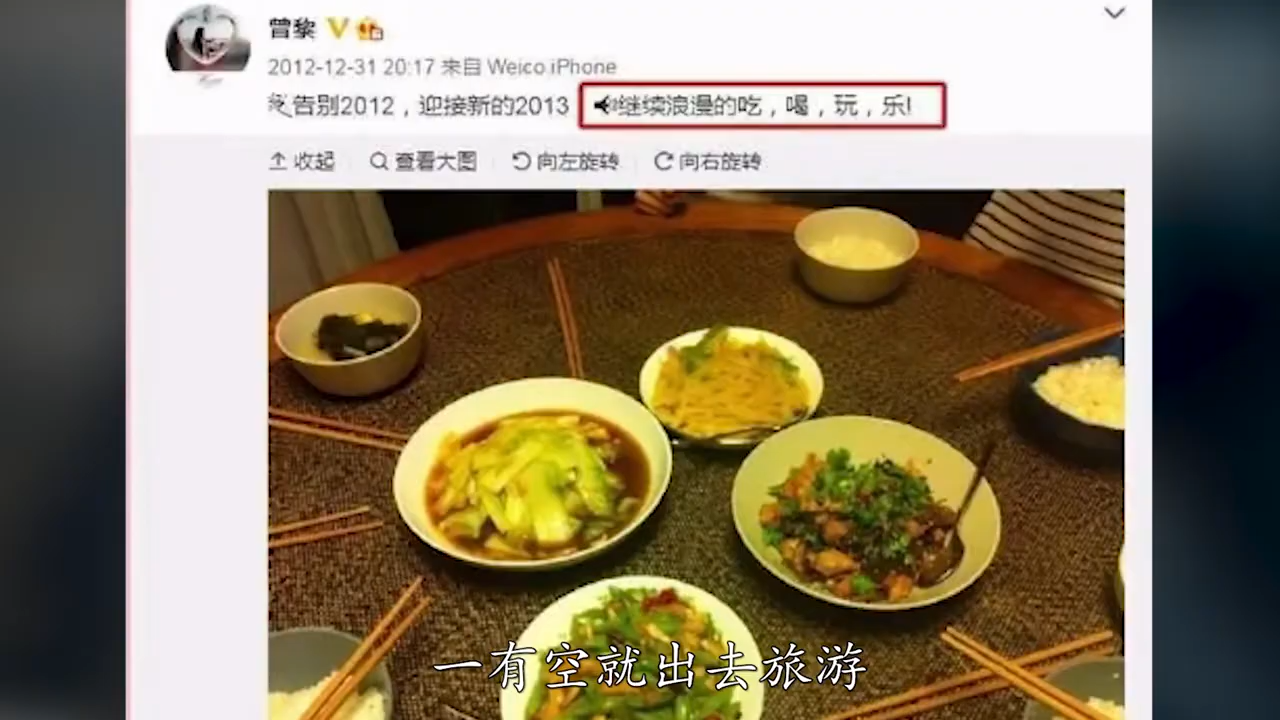 曾黎
2012-12-31 20:17 来自 Weico.iPhone
告别2012，迎接新的2013 继续浪漫的吃，喝，玩，乐!
收起 查看大图 向左旋转 向右旋转
一有空就出去旅游